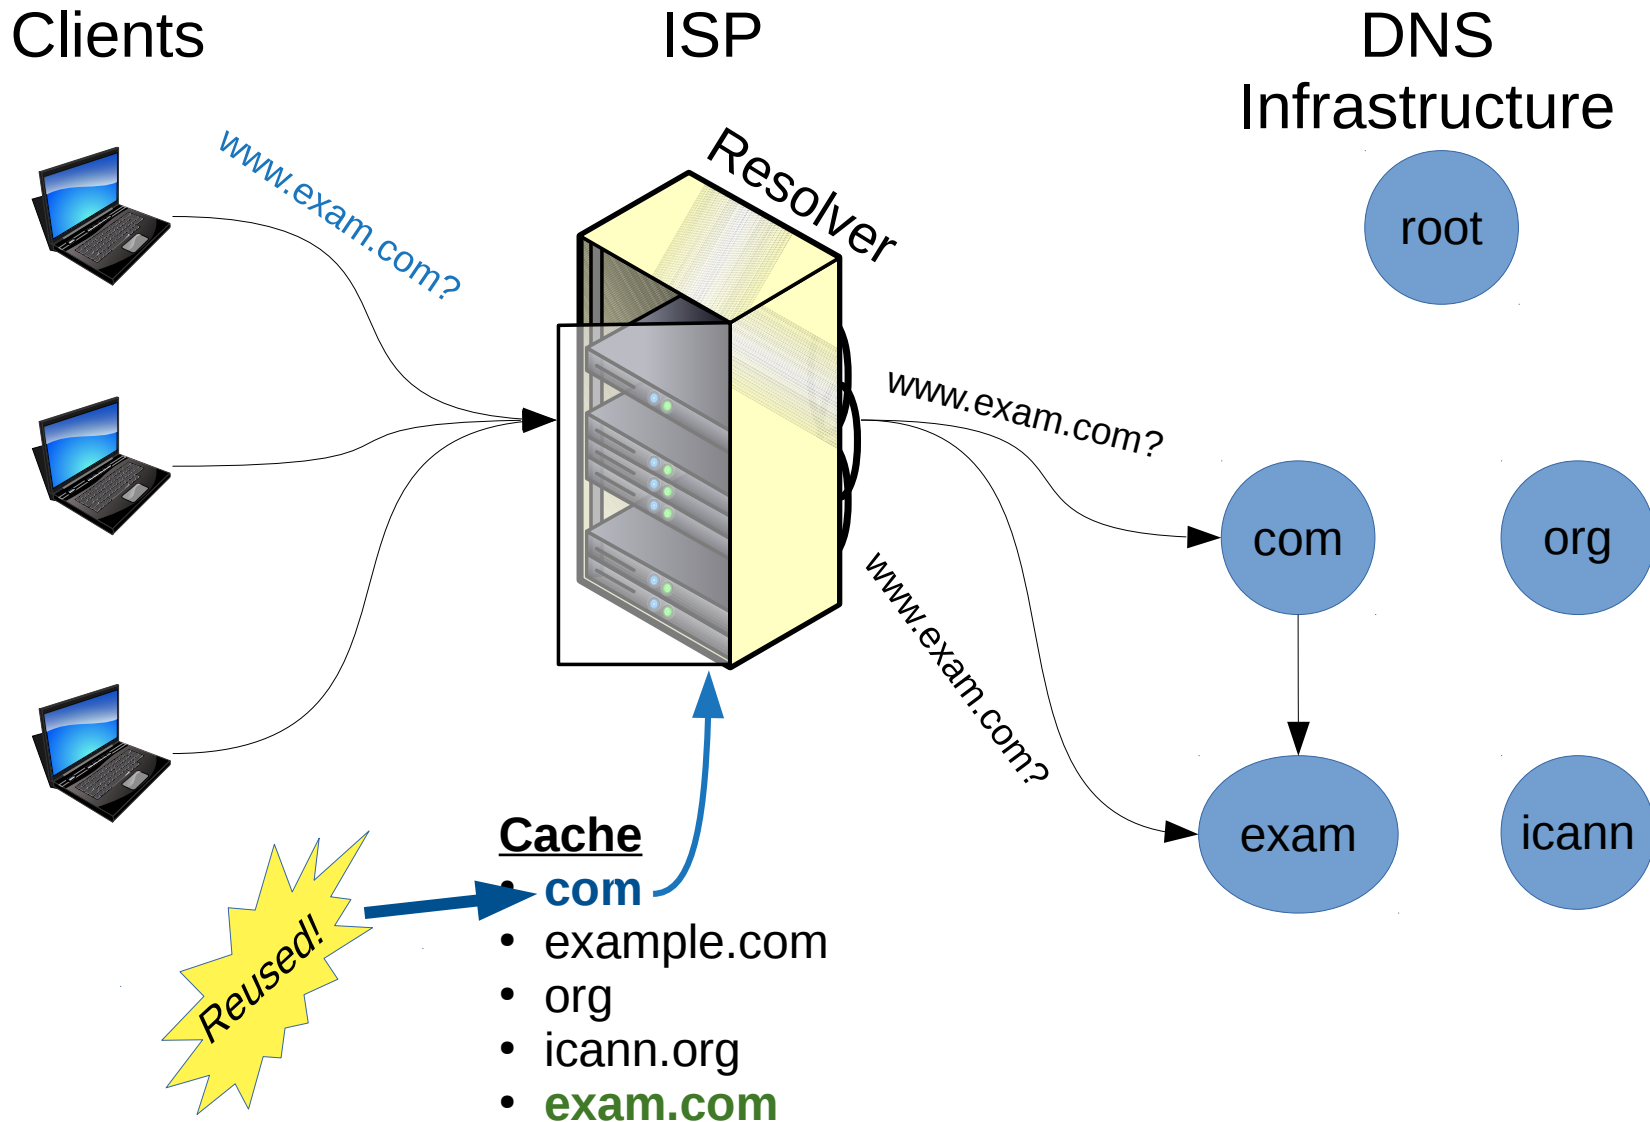 Clients
ISP
DNS
Infrastructure
www.exam.com?
Resolver
root
www.exam.com?
com
org
www.exam.com?
exam
icann
Reused!
Cache
• com
• example.com
• org
• icann.org
• exam.com